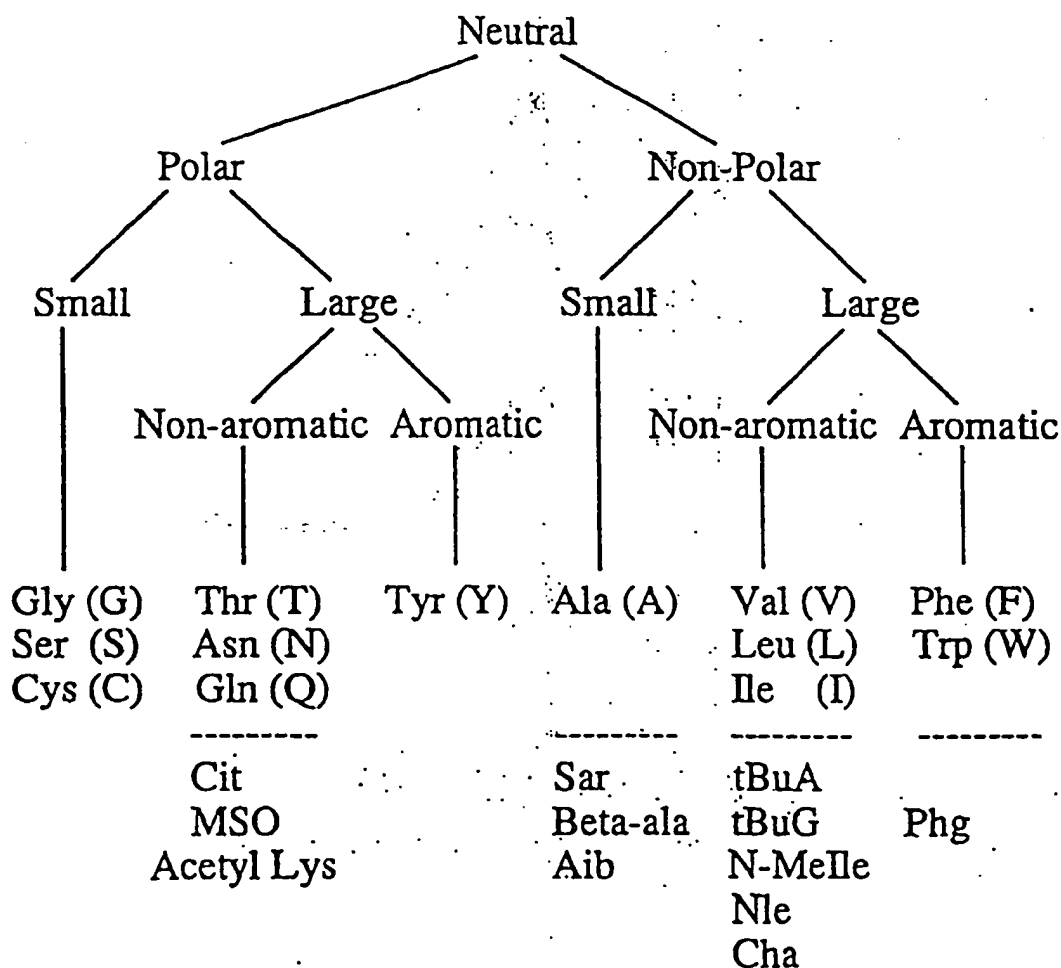 Neutral
Polar Non-Polar
Small Large Small Large
Non-aromatic Aromatic Non-aromatic Aromatic
Gly (G) Thr (T) Tyr (Y) Ala (A) Val (V) Phe (F)
Ser (S) Asn (N) Leu (L) Trp (W)
Cys (C) Gln (Q) Ile (I)
--------- --------- --------- ---------
Cit Sar tBuA
MSO Beta-ala tBuG Phg
Acetyl Lys Aib N-MeIle
Nle
Cha